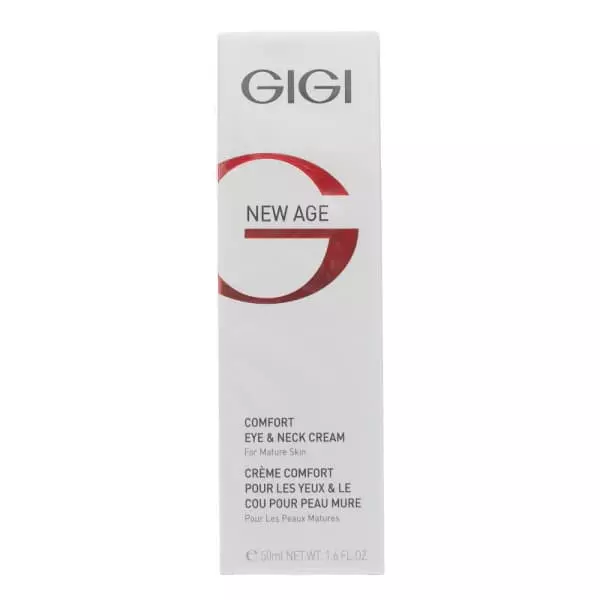 GIGI
NEW AGE
COMFORT
EYE & NECK CREAM
For Mature Skin
CRÈME COMFORT
POUR LES YEUX & LE
COU POUR PEAU MURE
Pour Les Peaux Matures
℮ 50ml NET WT. 1.6 FL.OZ